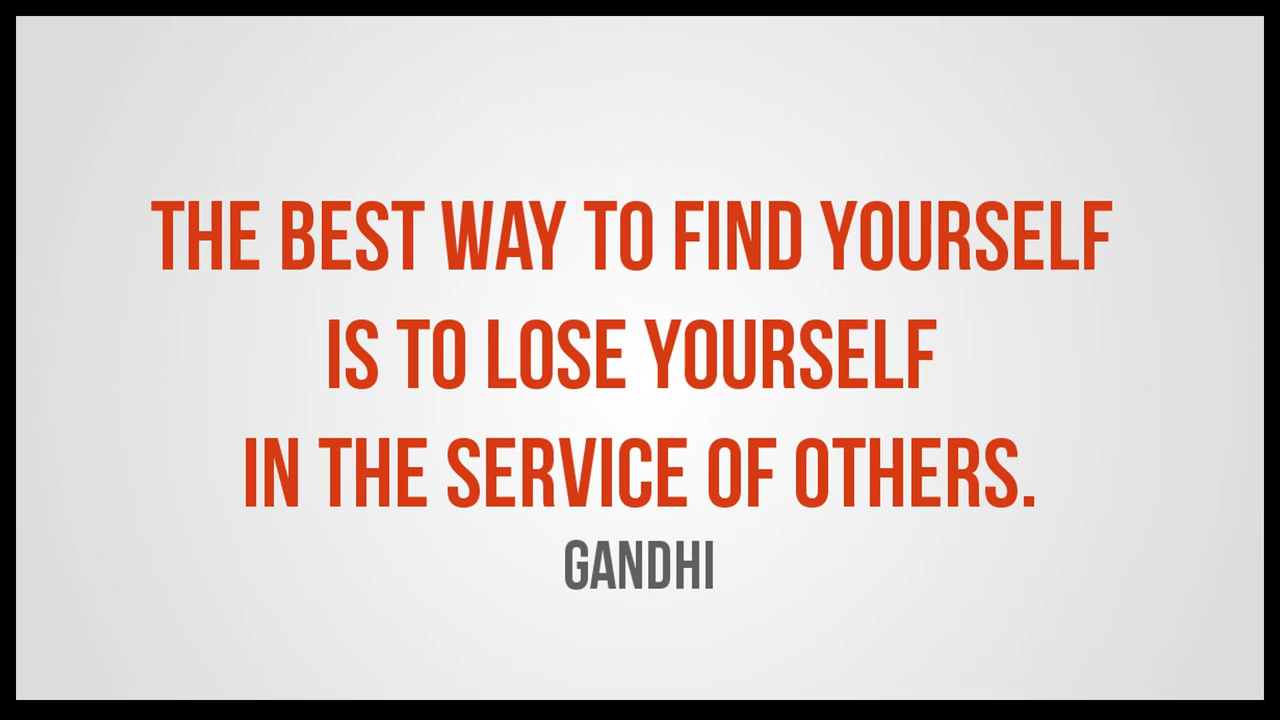 THE BEST WAY TO FIND YOURSELF
IS TO LOSE YOURSELF
IN THE SERVICE OF OTHERS.
GANDHI